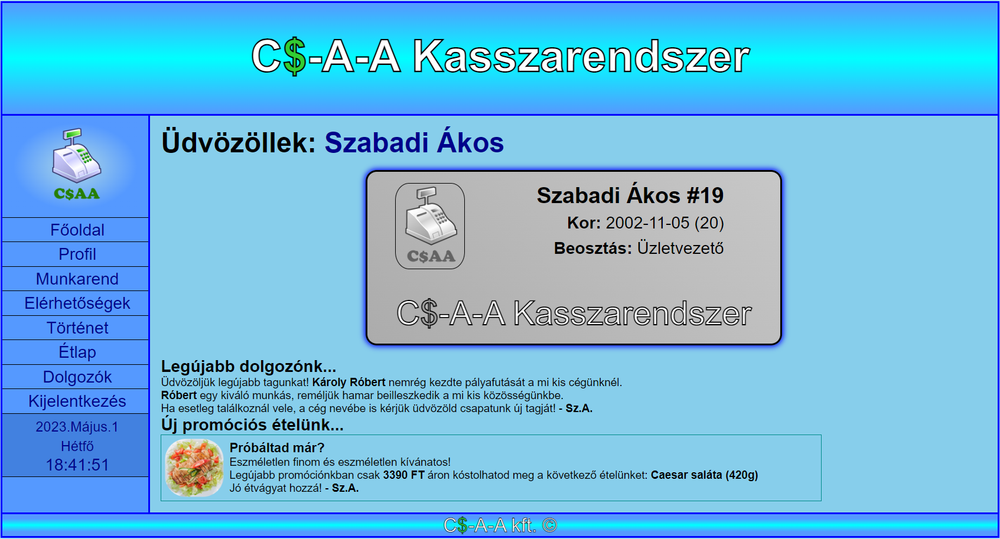 C$-A-A Kasszarendszer
C$AA
Főoldal
Profil
Munkarend
Elérhetőségek
Történet
Étlap
Dolgozók
Kijelentkezés
2023.Május.1
Hétfő
18:41:51
Üdvözöllek: Szabadi Ákos
C$AA
Szabadi Ákos #19
Kor: 2002-11-05 (20)
Beosztás: Üzletvezető
C$-A-A Kasszarendszer
Legújabb dolgozónk...
Üdvözöljük legújabb tagunkat! Károly Róbert nemrég kezdte pályafutását a mi kis cégünknél.
Róbert egy kiváló munkás, reméljük hamar beilleszkedik a mi kis közösségünkbe.
Ha esetleg találkoznál vele, a cég nevébe is kérjük üdvözöld csapatunk új tagját! - Sz.A.
Új promóciós ételünk...
Próbáltad már?
Eszméletlen finom és eszméletlen kívánatos!
Legújabb promóciónkban csak 3390 FT áron kóstolhatod meg a következő ételünket: Caesar saláta (420g)
Jó étvágyat hozzá! - Sz.A.
C$-A-A kft. ©